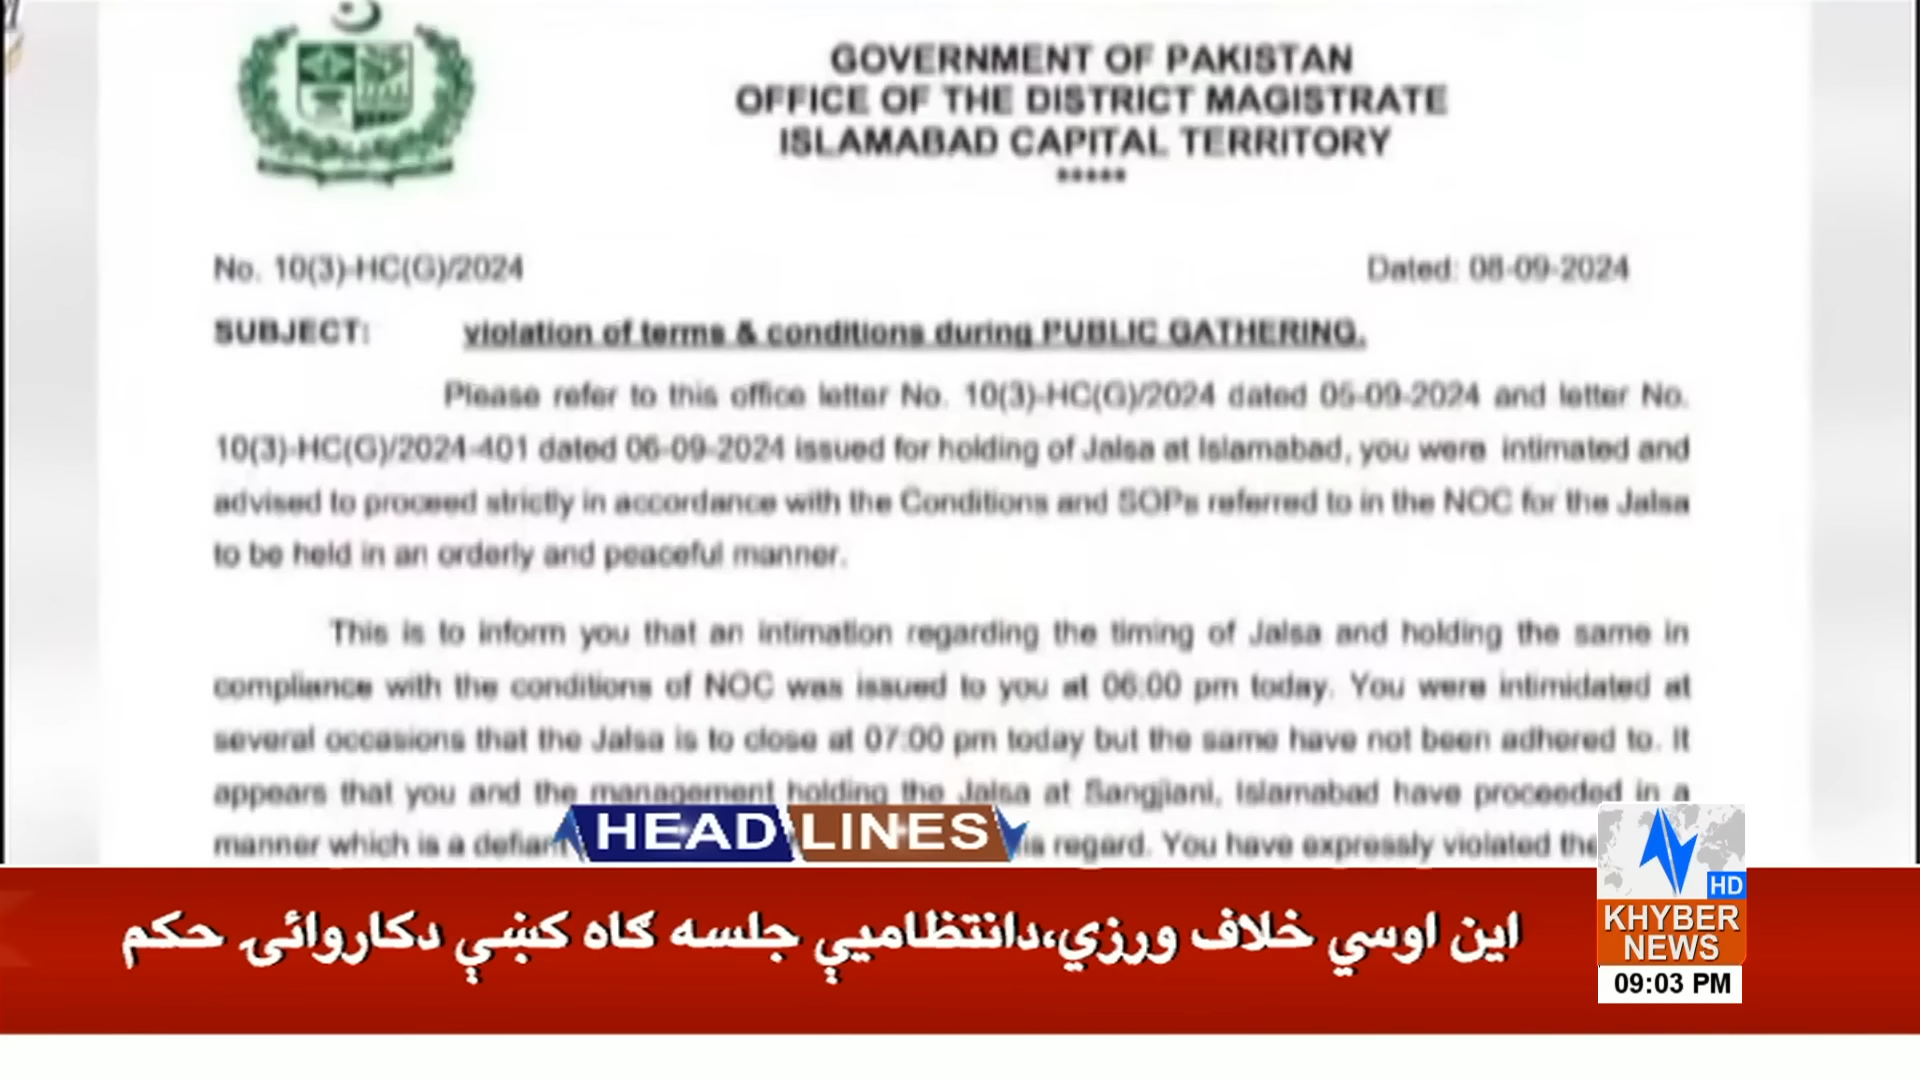 GOVERNMENT OF PAKISTAN
OFFICE OF THE DISTRICT MAGISTRATE
ISLAMABAD CAPITAL TERRITORY
*****
No. 10(3)-HC(G)/2024
Dated: 08-09-2024
SUBJECT: violation of terms & conditions during PUBLIC GATHERING.
Please refer to this office letter No. 10(3)-HC(G)/2024 dated 05-09-2024 and letter No.
10(3)-HC(G)/2024-401 dated 06-09-2024 issued for holding of Jalsa at Islamabad, you were intimated and
advised to proceed strictly in accordance with the Conditions and SOPs referred to in the NOC for the Jalsa
to be held in an orderly and peaceful manner.
This is to inform you that an intimation regarding the timing of Jalsa and holding the same in
compliance with the conditions of NOC was issued to you at 06:00 pm today. You were intimidated at
several occasions that the Jalsa is to close at 07:00 pm today but the same have not been adhered to. It
appears that you and the management holding the Jalsa at Sangjiani, Islamabad have proceeded in a
manner which is a regard. You have expressly violated the
HEADLINES
این اوسي خلاف ورزي،دانتظامیې جلسه ګاه کښې دکاروائۍ حکم
HD
KHYBER
NEWS
09:03 PM